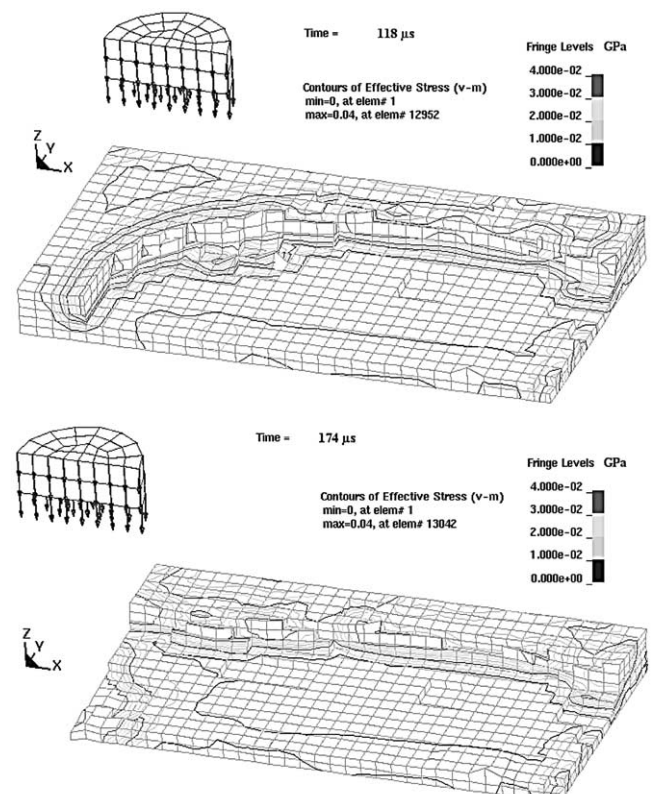 Time =    118 µs
Fringe Levels  GPa
4.000e-02
3.000e-02
2.000e-02
1.000e-02
0.000e+00
Contours of Effective Stress (v-m)
min=0, at elem# 1
max=0.04, at elem# 12952
Z
Y
X
Time =    174 µs
Fringe Levels  GPa
4.000e-02
3.000e-02
2.000e-02
1.000e-02
0.000e+00
Contours of Effective Stress (v-m)
min=0, at elem# 1
max=0.04, at elem# 13042
Z
Y
X